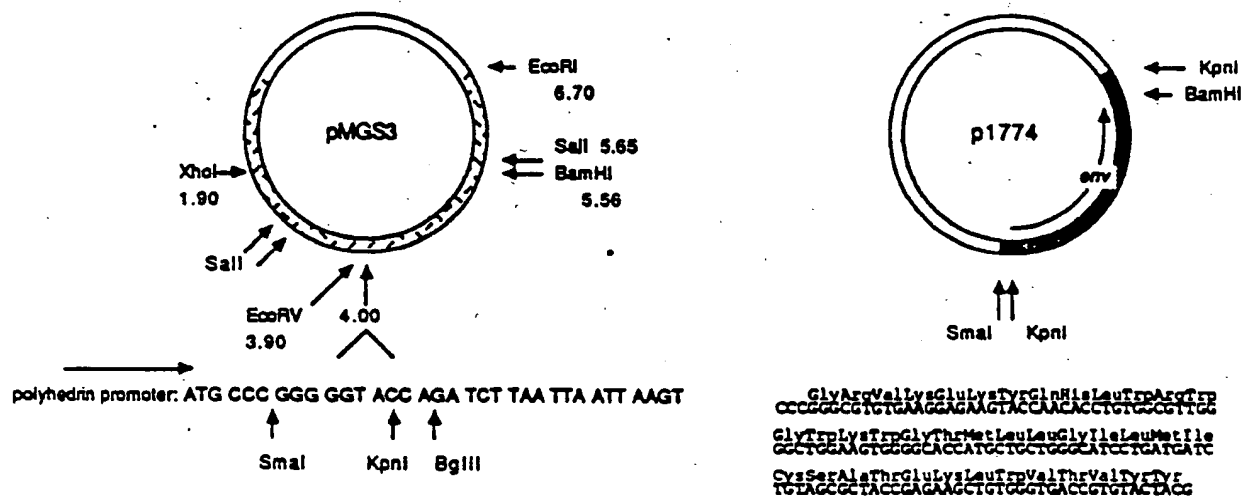 EcoRI
6.70
pMGS3
SalI 5.65
BamHI
5.56
XhoI
1.90
SalI
EcoRV
3.90
4.00
polyhedrin promoter: ATG CCC GGG GGT ACC AGA TCT TAA TTA ATT AAGT
SmaI KpnI BglII
KpnI
BamHI
p1774
env
SmaI KpnI
GlyArgValLysGluLysTyrGlnHisLeuTrpArgTrp
CCCGGGCGTGTGAAGGAGAAGTACCAACACCTGTGGCGTTGG
GlyTrpLysTrpGlyThrMetLeuLeuGlyIleLeuMetIle
GGCTGGAAGTGGGGCACCATGCTGCTGGGCATCCTGATGATC
CysSerAlaThrGluLysLeuTrpValThrValTyrTyr
TGTAGCGCTACCGAGAAGCTGTGGGTGACCGTGTACTACG